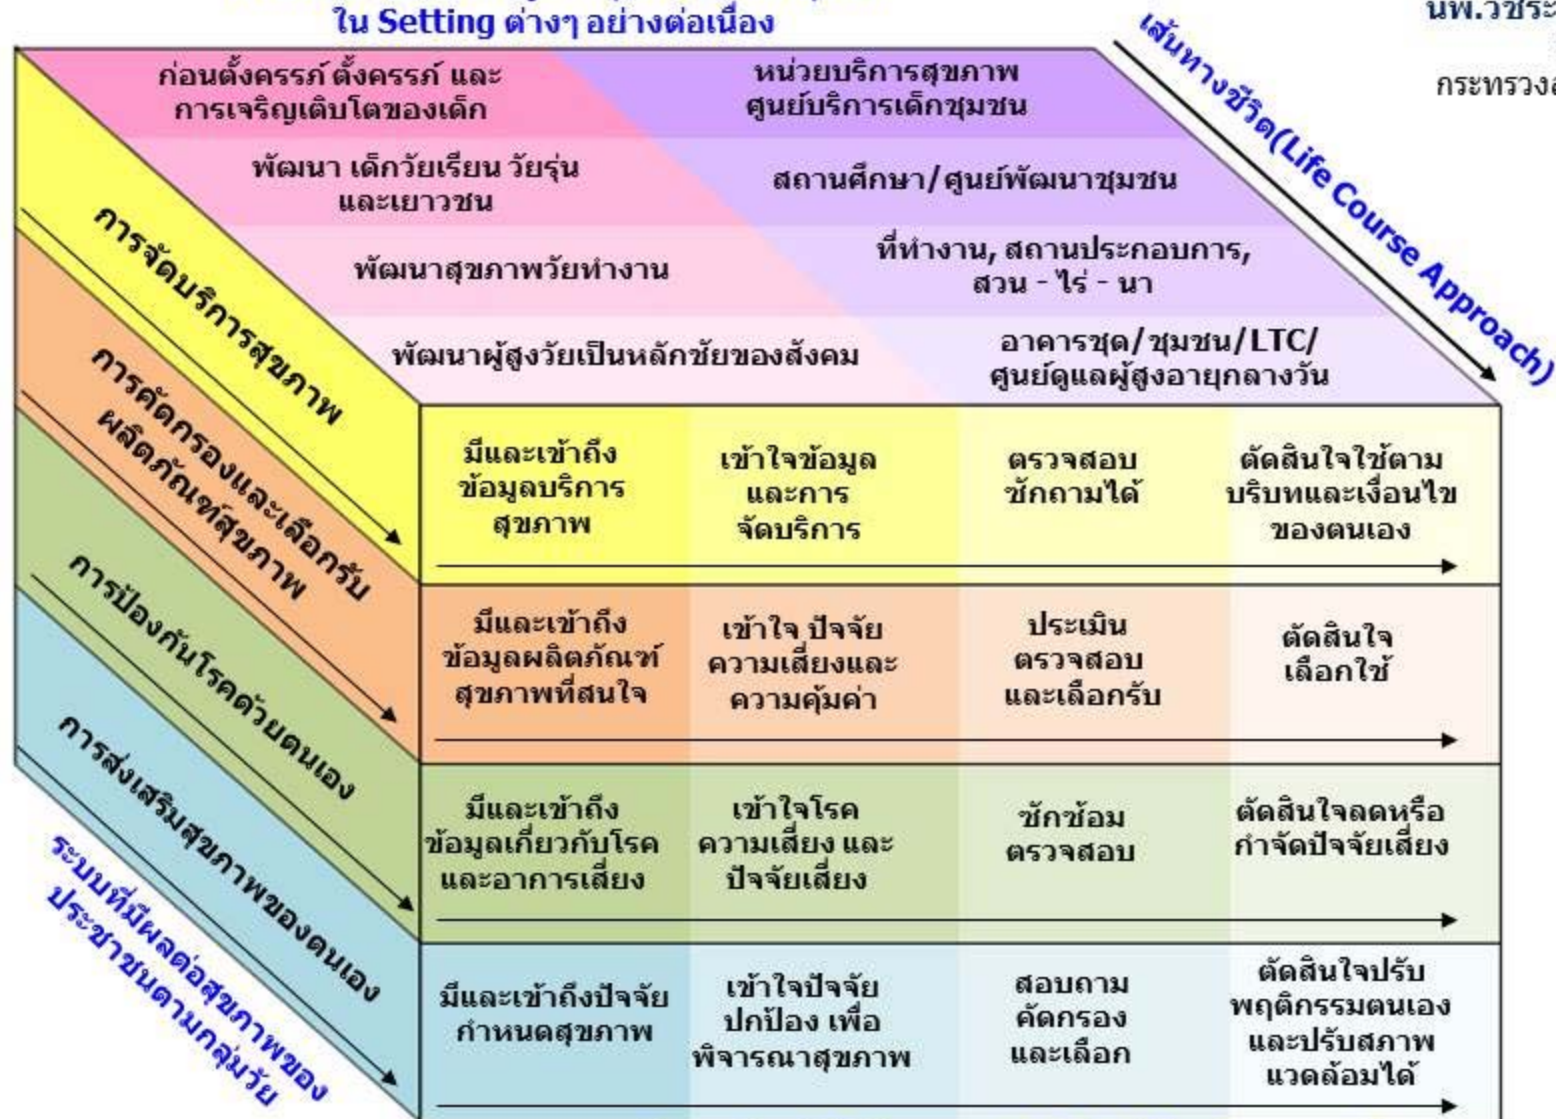 ใน Setting ต่างๆ อย่างต่อเนื่อง
นพ.วชิระ
กระทรวงส
เส้นทางชีวิต(Life Course Approach)
ก่อนตั้งครรภ์ ตั้งครรภ์ และ
การเจริญเติบโตของเด็ก
หน่วยบริการสุขภาพ
ศูนย์บริการเด็กชุมชน
พัฒนา เด็กวัยเรียน วัยรุ่น
และเยาวชน
สถานศึกษา/ศูนย์พัฒนาชุมชน
พัฒนาสุขภาพวัยทำงาน
ที่ทำงาน, สถานประกอบการ,
สวน - ไร่ - นา
พัฒนาผู้สูงวัยเป็นหลักชัยของสังคม
อาคารชุด/ชุมชน/LTC/
ศูนย์ดูแลผู้สูงอายุกลางวัน
การจัดบริการสุขภาพ
มีและเข้าถึง
ข้อมูลบริการ
สุขภาพ
เข้าใจข้อมูล
และการ
จัดบริการ
ตรวจสอบ
ซักถามได้
ตัดสินใจใช้ตาม
บริบทและเงื่อนไข
ของตนเอง
การคัดกรองและเลือกรับ
ผลิตภัณฑ์สุขภาพ
มีและเข้าถึง
ข้อมูลผลิตภัณฑ์
สุขภาพที่สนใจ
เข้าใจ ปัจจัย
ความเสี่ยงและ
ความคุ้มค่า
ประเมิน
ตรวจสอบ
และเลือกรับ
ตัดสินใจ
เลือกใช้
การป้องกันโรคด้วยตนเอง
มีและเข้าถึง
ข้อมูลเกี่ยวกับโรค
และอาการเสี่ยง
เข้าใจโรค
ความเสี่ยง และ
ปัจจัยเสี่ยง
ซักซ้อม
ตรวจสอบ
ตัดสินใจลดหรือ
กำจัดปัจจัยเสี่ยง
การส่งเสริมสุขภาพของตนเอง
มีและเข้าถึงปัจจัย
กำหนดสุขภาพ
เข้าใจปัจจัย
ปกป้อง เพื่อ
พิจารณาสุขภาพ
สอบถาม
คัดกรอง
และเลือก
ตัดสินใจปรับ
พฤติกรรมตนเอง
และปรับสภาพ
แวดล้อมได้
ระบบที่มีผลต่อสุขภาพของ
ประชาชนตามกลุ่มวัย